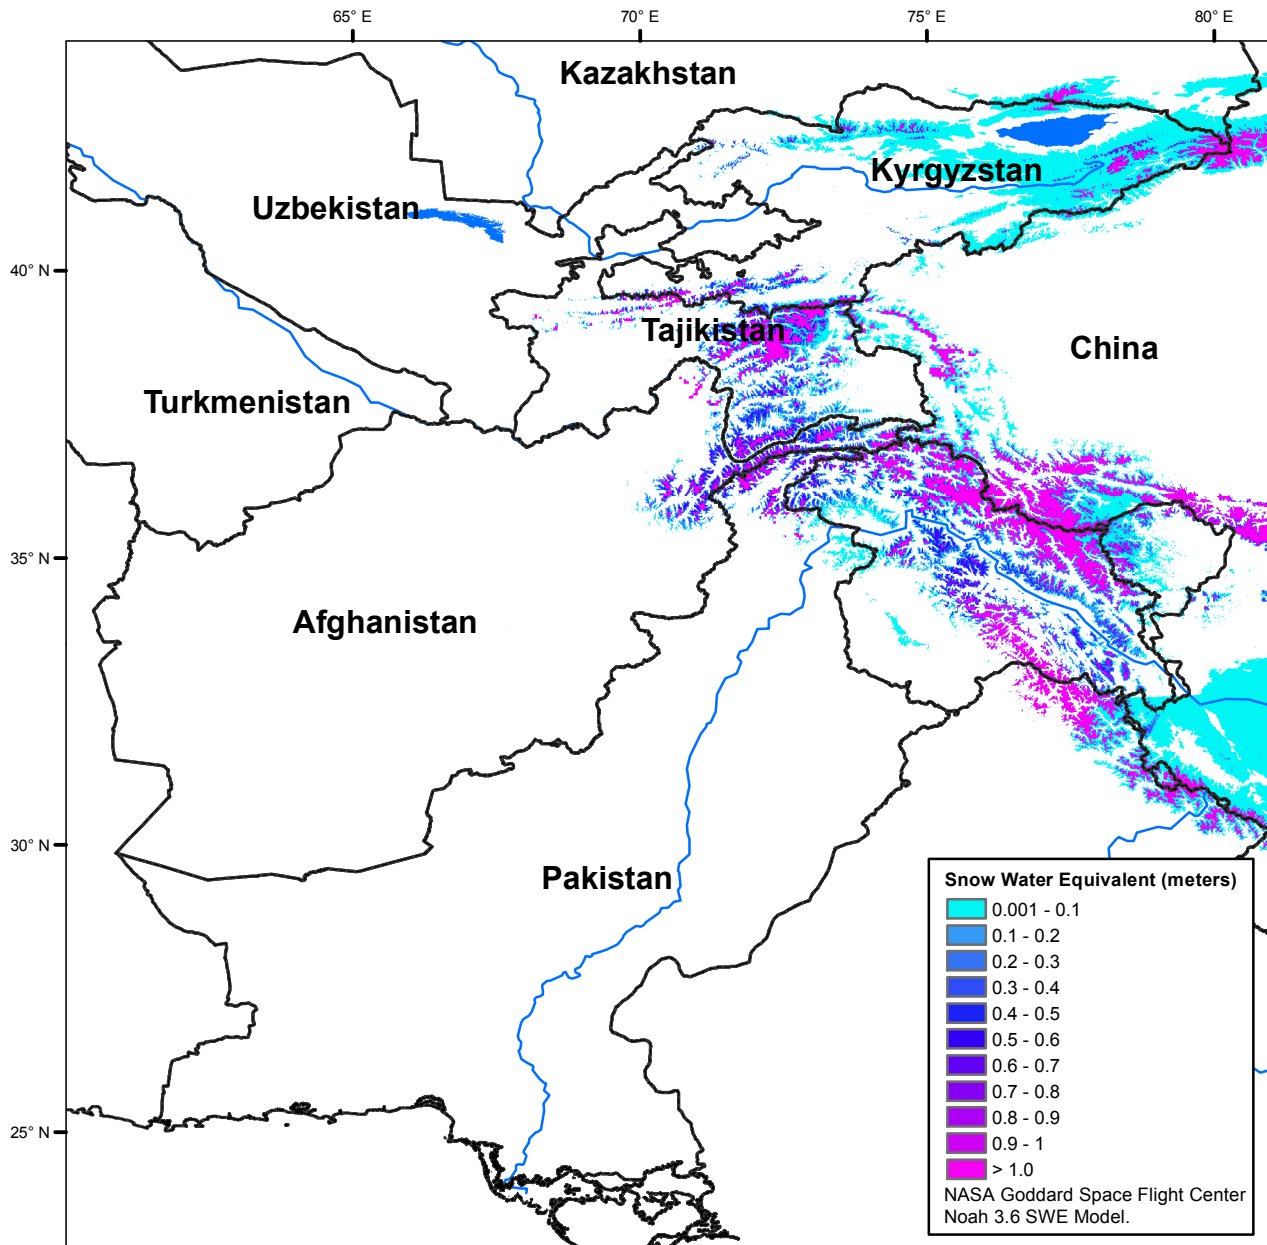 65° E
70° E
75° E
80° E
Kazakhstan
Kyrgyzstan
Uzbekistan
40° N
Tajikistan
China
Turkmenistan
35° N
Afghanistan
30° N
Pakistan
25° N
Snow Water Equivalent (meters)
0.001 - 0.1
0.1 - 0.2
0.2 - 0.3
0.3 - 0.4
0.4 - 0.5
0.5 - 0.6
0.6 - 0.7
0.7 - 0.8
0.8 - 0.9
0.9 - 1
> 1.0
NASA Goddard Space Flight Center
Noah 3.6 SWE Model.